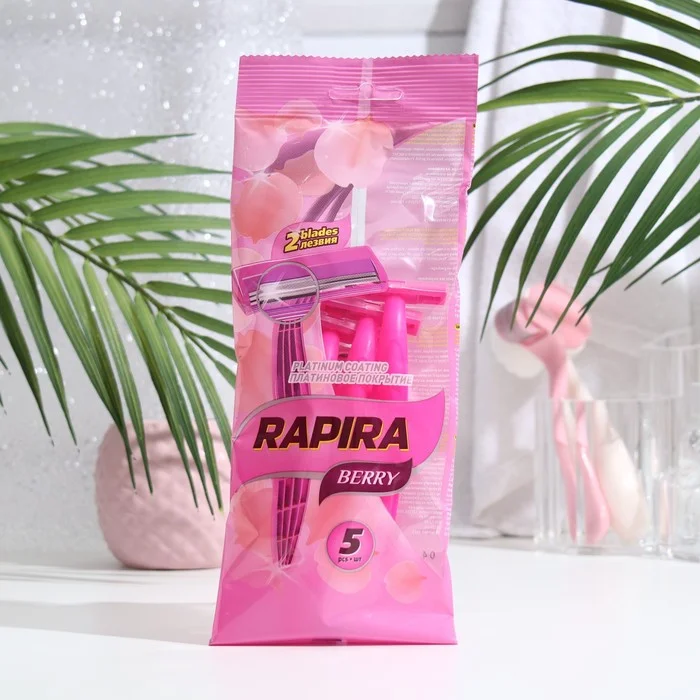 2 blades
лезвия
PLATINUM COATING
ПЛАТИНОВОЕ ПОКРЫТИЕ
RAPIRA
BERRY
5
pcs • шт